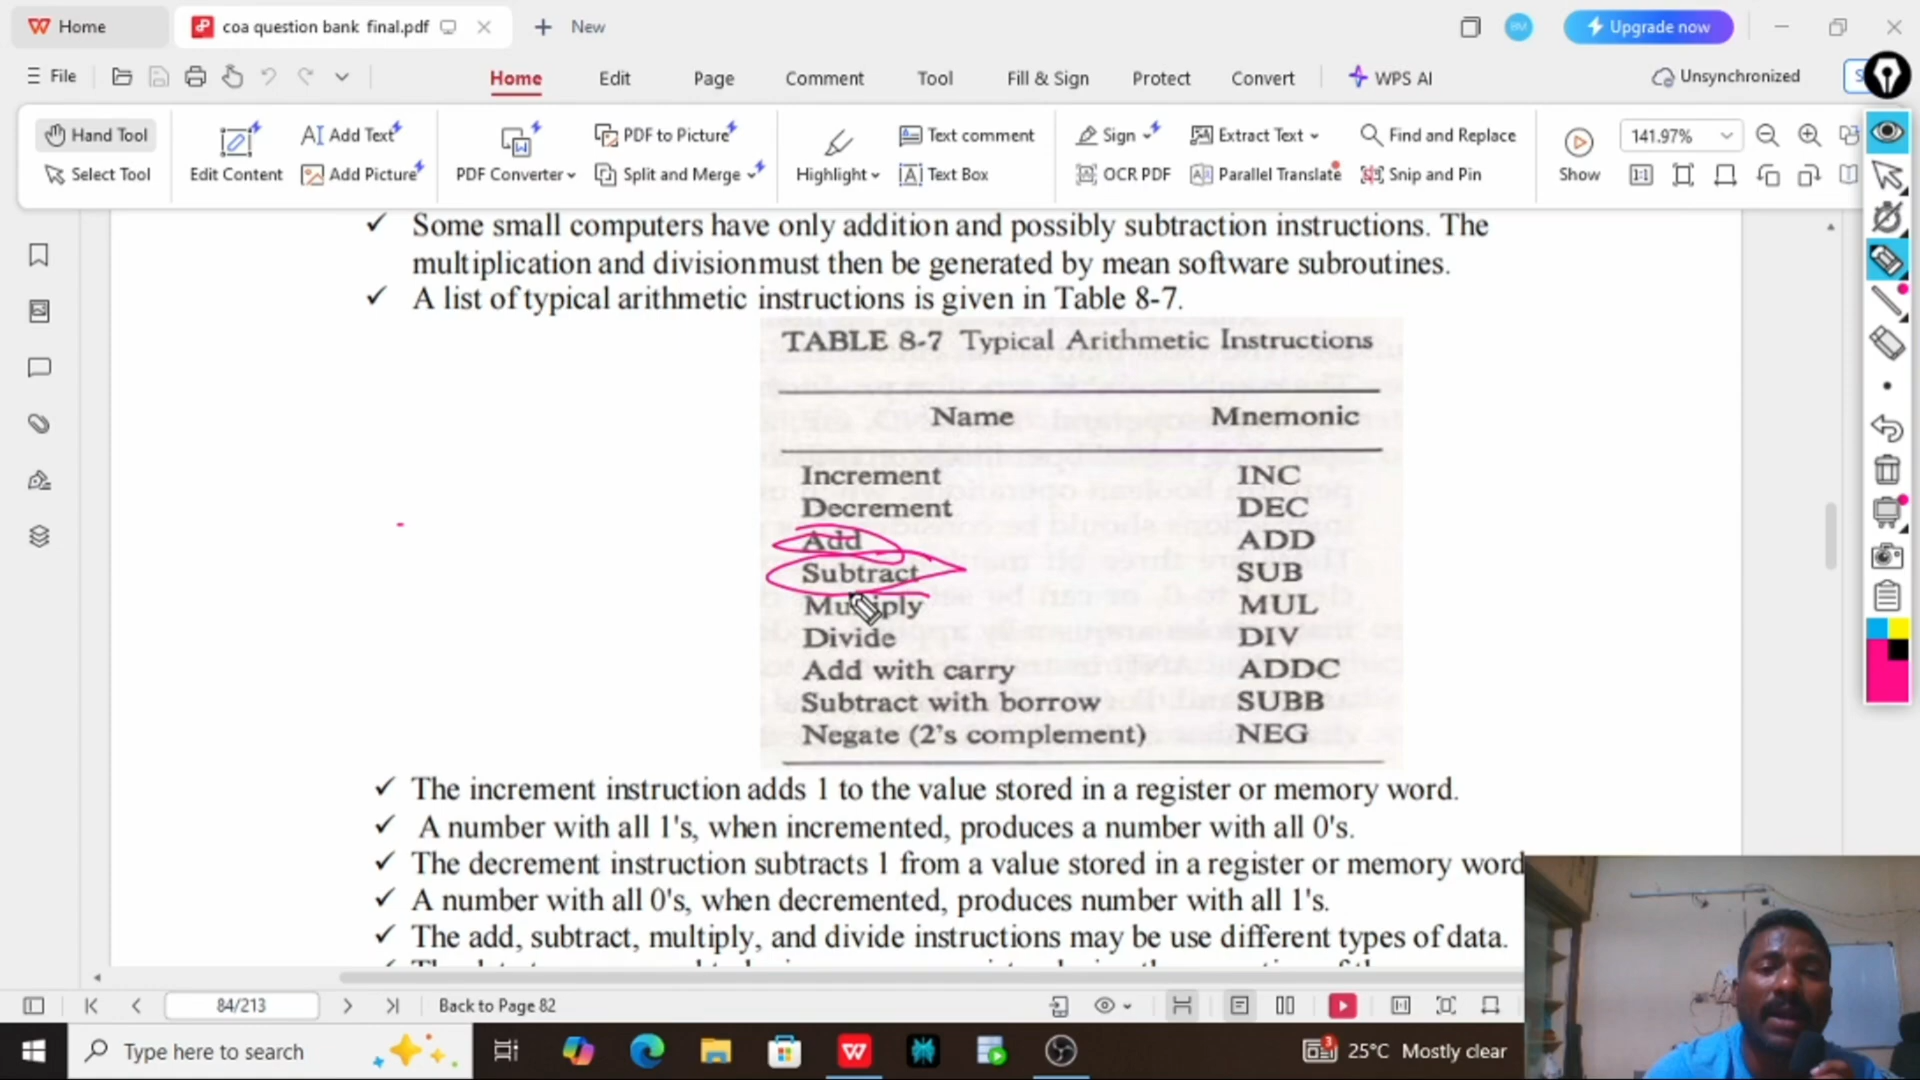 Home
coa question bank final.pdf
New
BM
Upgrade now
File
Home
Edit
Page
Comment
Tool
Fill & Sign
Protect
Convert
WPS AI
Unsynchronized
Hand Tool
Select Tool
Edit Content
Add Text
Add Picture
PDF Converter
PDF to Picture
Split and Merge
Highlight
Text comment
Text Box
Sign
OCR PDF
Extract Text
Parallel Translate
Find and Replace
Snip and Pin
Show
141.97%
1:1
✓ Some small computers have only addition and possibly subtraction instructions. The
multiplication and divisionmust then be generated by mean software subroutines.
✓ A list of typical arithmetic instructions is given in Table 8-7.
TABLE 8-7 Typical Arithmetic Instructions
Name Mnemonic
Increment INC
Decrement DEC
Add ADD
Subtract SUB
Multiply MUL
Divide DIV
Add with carry ADDC
Subtract with borrow SUBB
Negate (2's complement) NEG
✓ The increment instruction adds 1 to the value stored in a register or memory word.
✓ A number with all 1's, when incremented, produces a number with all 0's.
✓ The decrement instruction subtracts 1 from a value stored in a register or memory word
✓ A number with all 0's, when decremented, produces number with all 1's.
✓ The add, subtract, multiply, and divide instructions may be use different types of data.
84/213
Back to Page 82
Type here to search
3
25°C Mostly clear